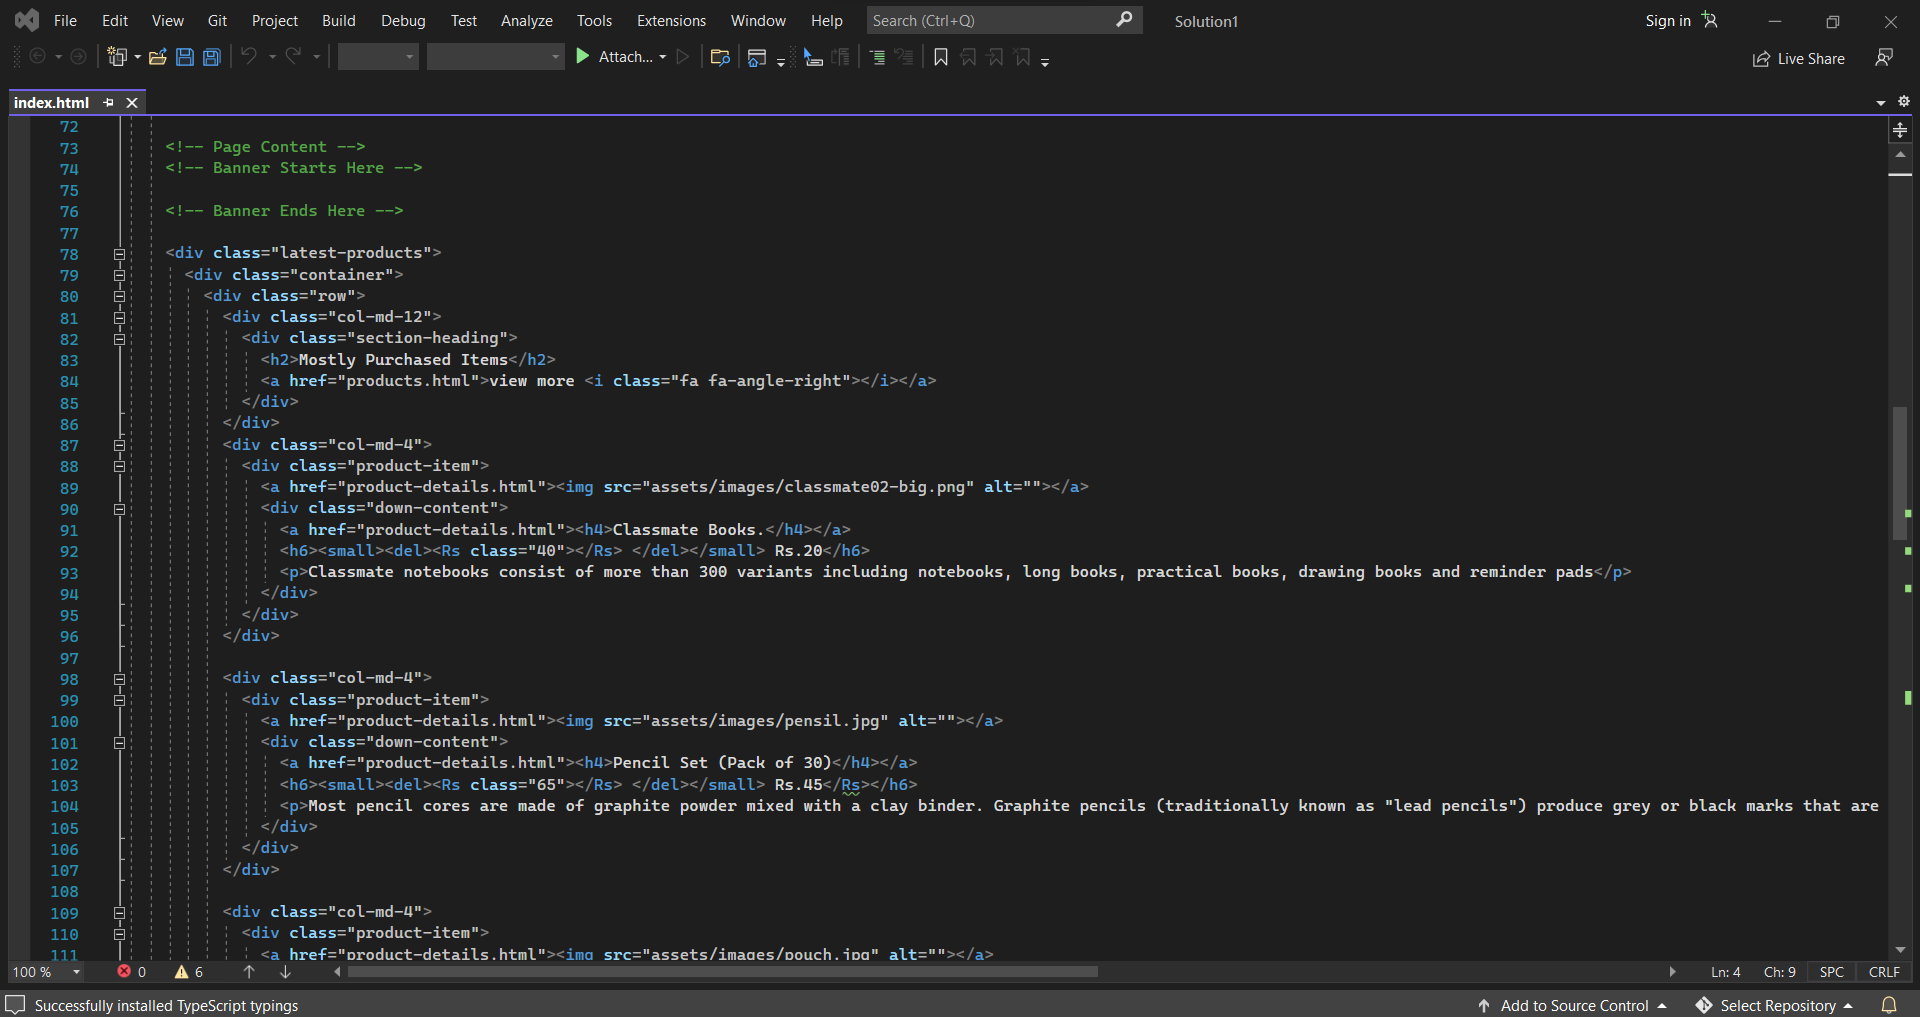 File Edit View Git Project Build Debug Test Analyze Tools Extensions Window Help Search (Ctrl+Q) Solution1 Sign in
Attach... Live Share
index.html
72
73 <!-- Page Content -->
74 <!-- Banner Starts Here -->
75
76 <!-- Banner Ends Here -->
77
78 <div class="latest-products">
79 <div class="container">
80 <div class="row">
81 <div class="col-md-12">
82 <div class="section-heading">
83 <h2>Mostly Purchased Items</h2>
84 <a href="products.html">view more <i class="fa fa-angle-right"></i></a>
85 </div>
86 </div>
87 <div class="col-md-4">
88 <div class="product-item">
89 <a href="product-details.html"><img src="assets/images/classmate02-big.png" alt=""></a>
90 <div class="down-content">
91 <a href="product-details.html"><h4>Classmate Books.</h4></a>
92 <h6><small><del><Rs class="40"></Rs> </del></small> Rs.20</h6>
93 <p>Classmate notebooks consist of more than 300 variants including notebooks, long books, practical books, drawing books and reminder pads</p>
94 </div>
95 </div>
96 </div>
97
98 <div class="col-md-4">
99 <div class="product-item">
100 <a href="product-details.html"><img src="assets/images/pensil.jpg" alt=""></a>
101 <div class="down-content">
102 <a href="product-details.html"><h4>Pencil Set (Pack of 30)</h4></a>
103 <h6><small><del><Rs class="65"></Rs> </del></small> Rs.45</Rs></h6>
104 <p>Most pencil cores are made of graphite powder mixed with a clay binder. Graphite pencils (traditionally known as "lead pencils") produce grey or black marks that are
105 </div>
106 </div>
107 </div>
108
109 <div class="col-md-4">
110 <div class="product-item">
111 <a href="product-details.html"><img src="assets/images/pouch.jpg" alt=""></a>
100 % 0 6 Ln: 4 Ch: 9 SPC CRLF
Successfully installed TypeScript typings Add to Source Control Select Repository